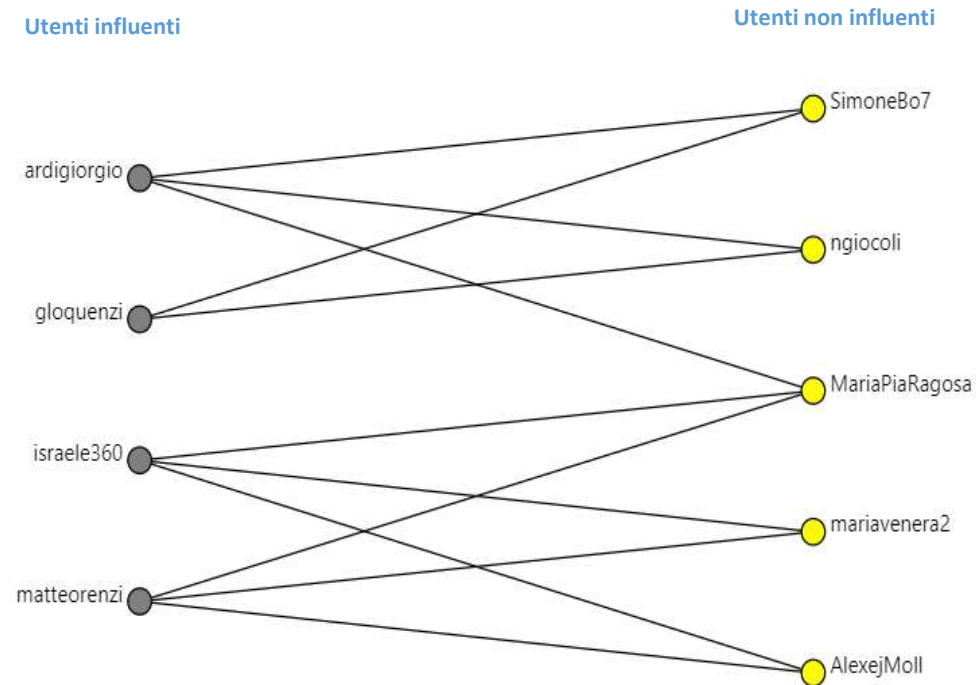 Utenti influenti
Utenti non influenti
SimoneBo7
ardigiorgio
ngiocoli
gloquenzi
MariaPiaRagosa
israele360
mariavenera2
matteorenzi
AlexejMoll